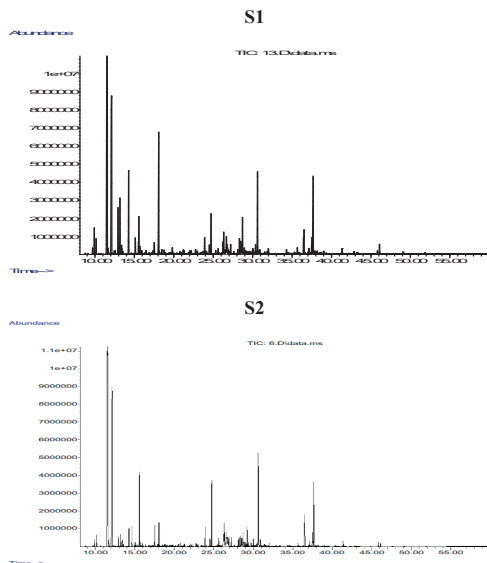 S1
Abundance
TIC: 13.D\data.ms
1e+07
9000000
8000000
7000000
6000000
5000000
4000000
3000000
2000000
1000000
10.00 15.00 20.00 25.00 30.00 35.00 40.00 45.00 50.00 55.00
Time-->
S2
Abundance
TIC: 6.D\data.ms
1.1e+07
1e+07
9000000
8000000
7000000
6000000
5000000
4000000
3000000
2000000
1000000
10.00 15.00 20.00 25.00 30.00 35.00 40.00 45.00 50.00 55.00
Time-->